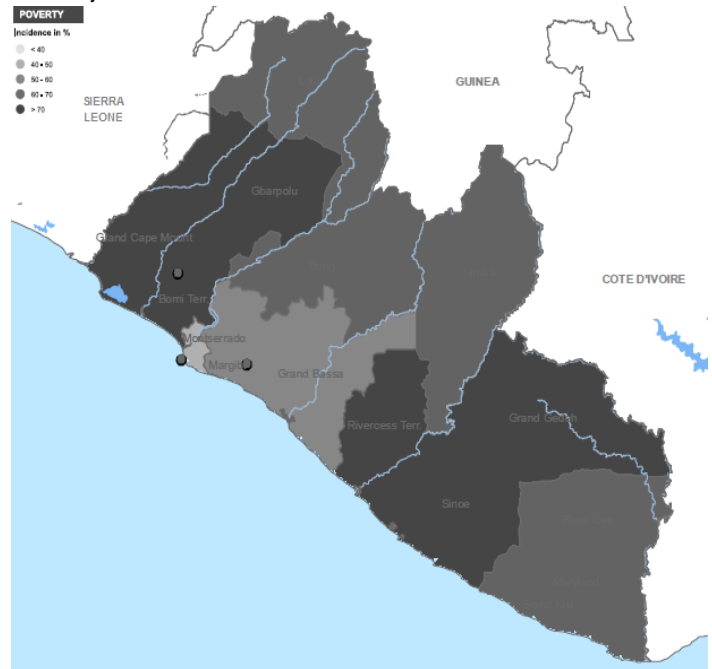 POVERTY
Incidence in %
< 40
40 - 50
50 - 60
60 - 70
> 70
SIERRA
LEONE
GUINEA
Gbarpolu
Grand Cape Mount
COTE D'IVOIRE
Bomi Terr.
Montserrado
Margibi
Grand Bassa
Rivercess Terr.
Grand Gedeh
Sinoe